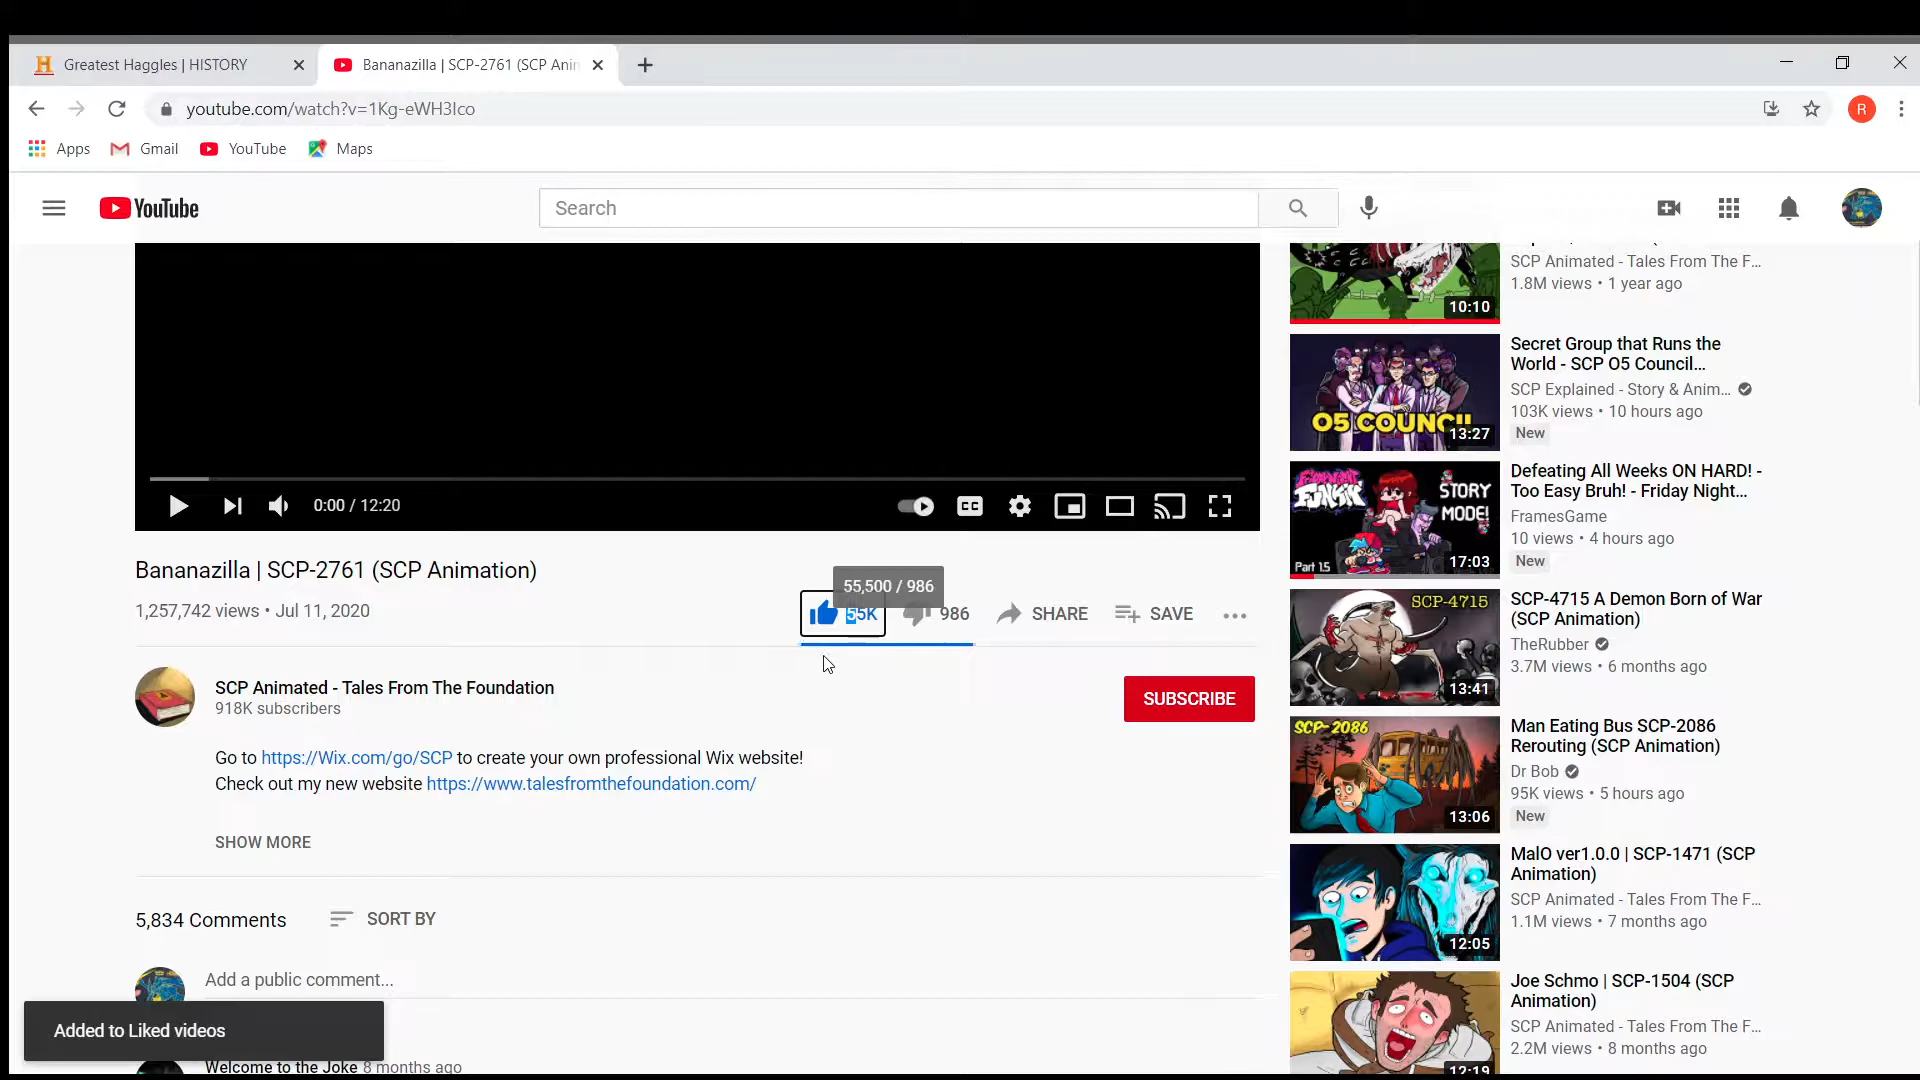 Greatest Haggles | HISTORY
Bananazilla | SCP-2761 (SCP Anin
youtube.com/watch?v=1Kg-eWH3Ico
R
Apps
Gmail
YouTube
Maps
YouTube
Search
0:00 / 12:20
CC
Bananazilla | SCP-2761 (SCP Animation)
1,257,742 views • Jul 11, 2020
55,500 / 986
55K
986
SHARE
SAVE
SCP Animated - Tales From The Foundation
918K subscribers
SUBSCRIBE
Go to https://Wix.com/go/SCP to create your own professional Wix website!
Check out my new website https://www.talesfromthefoundation.com/
SHOW MORE
5,834 Comments
SORT BY
Add a public comment...
Added to Liked videos
Welcome to the Joke 8 months ago
SCP Animated - Tales From The F...
1.8M views • 1 year ago
10:10
O5 COUNCIL
13:27
Secret Group that Runs the
World - SCP O5 Council...
SCP Explained - Story & Anim...
103K views • 10 hours ago
New
FRIDAY NIGHT
FUNKIN
STORY
MODE!
Part 15
17:03
Defeating All Weeks ON HARD! -
Too Easy Bruh! - Friday Night...
FramesGame
10 views • 4 hours ago
New
SCP-4715
13:41
SCP-4715 A Demon Born of War
(SCP Animation)
TheRubber
3.7M views • 6 months ago
SCP-2086
13:06
Man Eating Bus SCP-2086
Rerouting (SCP Animation)
Dr Bob
95K views • 5 hours ago
New
12:05
MalO ver1.0.0 | SCP-1471 (SCP
Animation)
SCP Animated - Tales From The F...
1.1M views • 7 months ago
12:19
Joe Schmo | SCP-1504 (SCP
Animation)
SCP Animated - Tales From The F...
2.2M views • 8 months ago